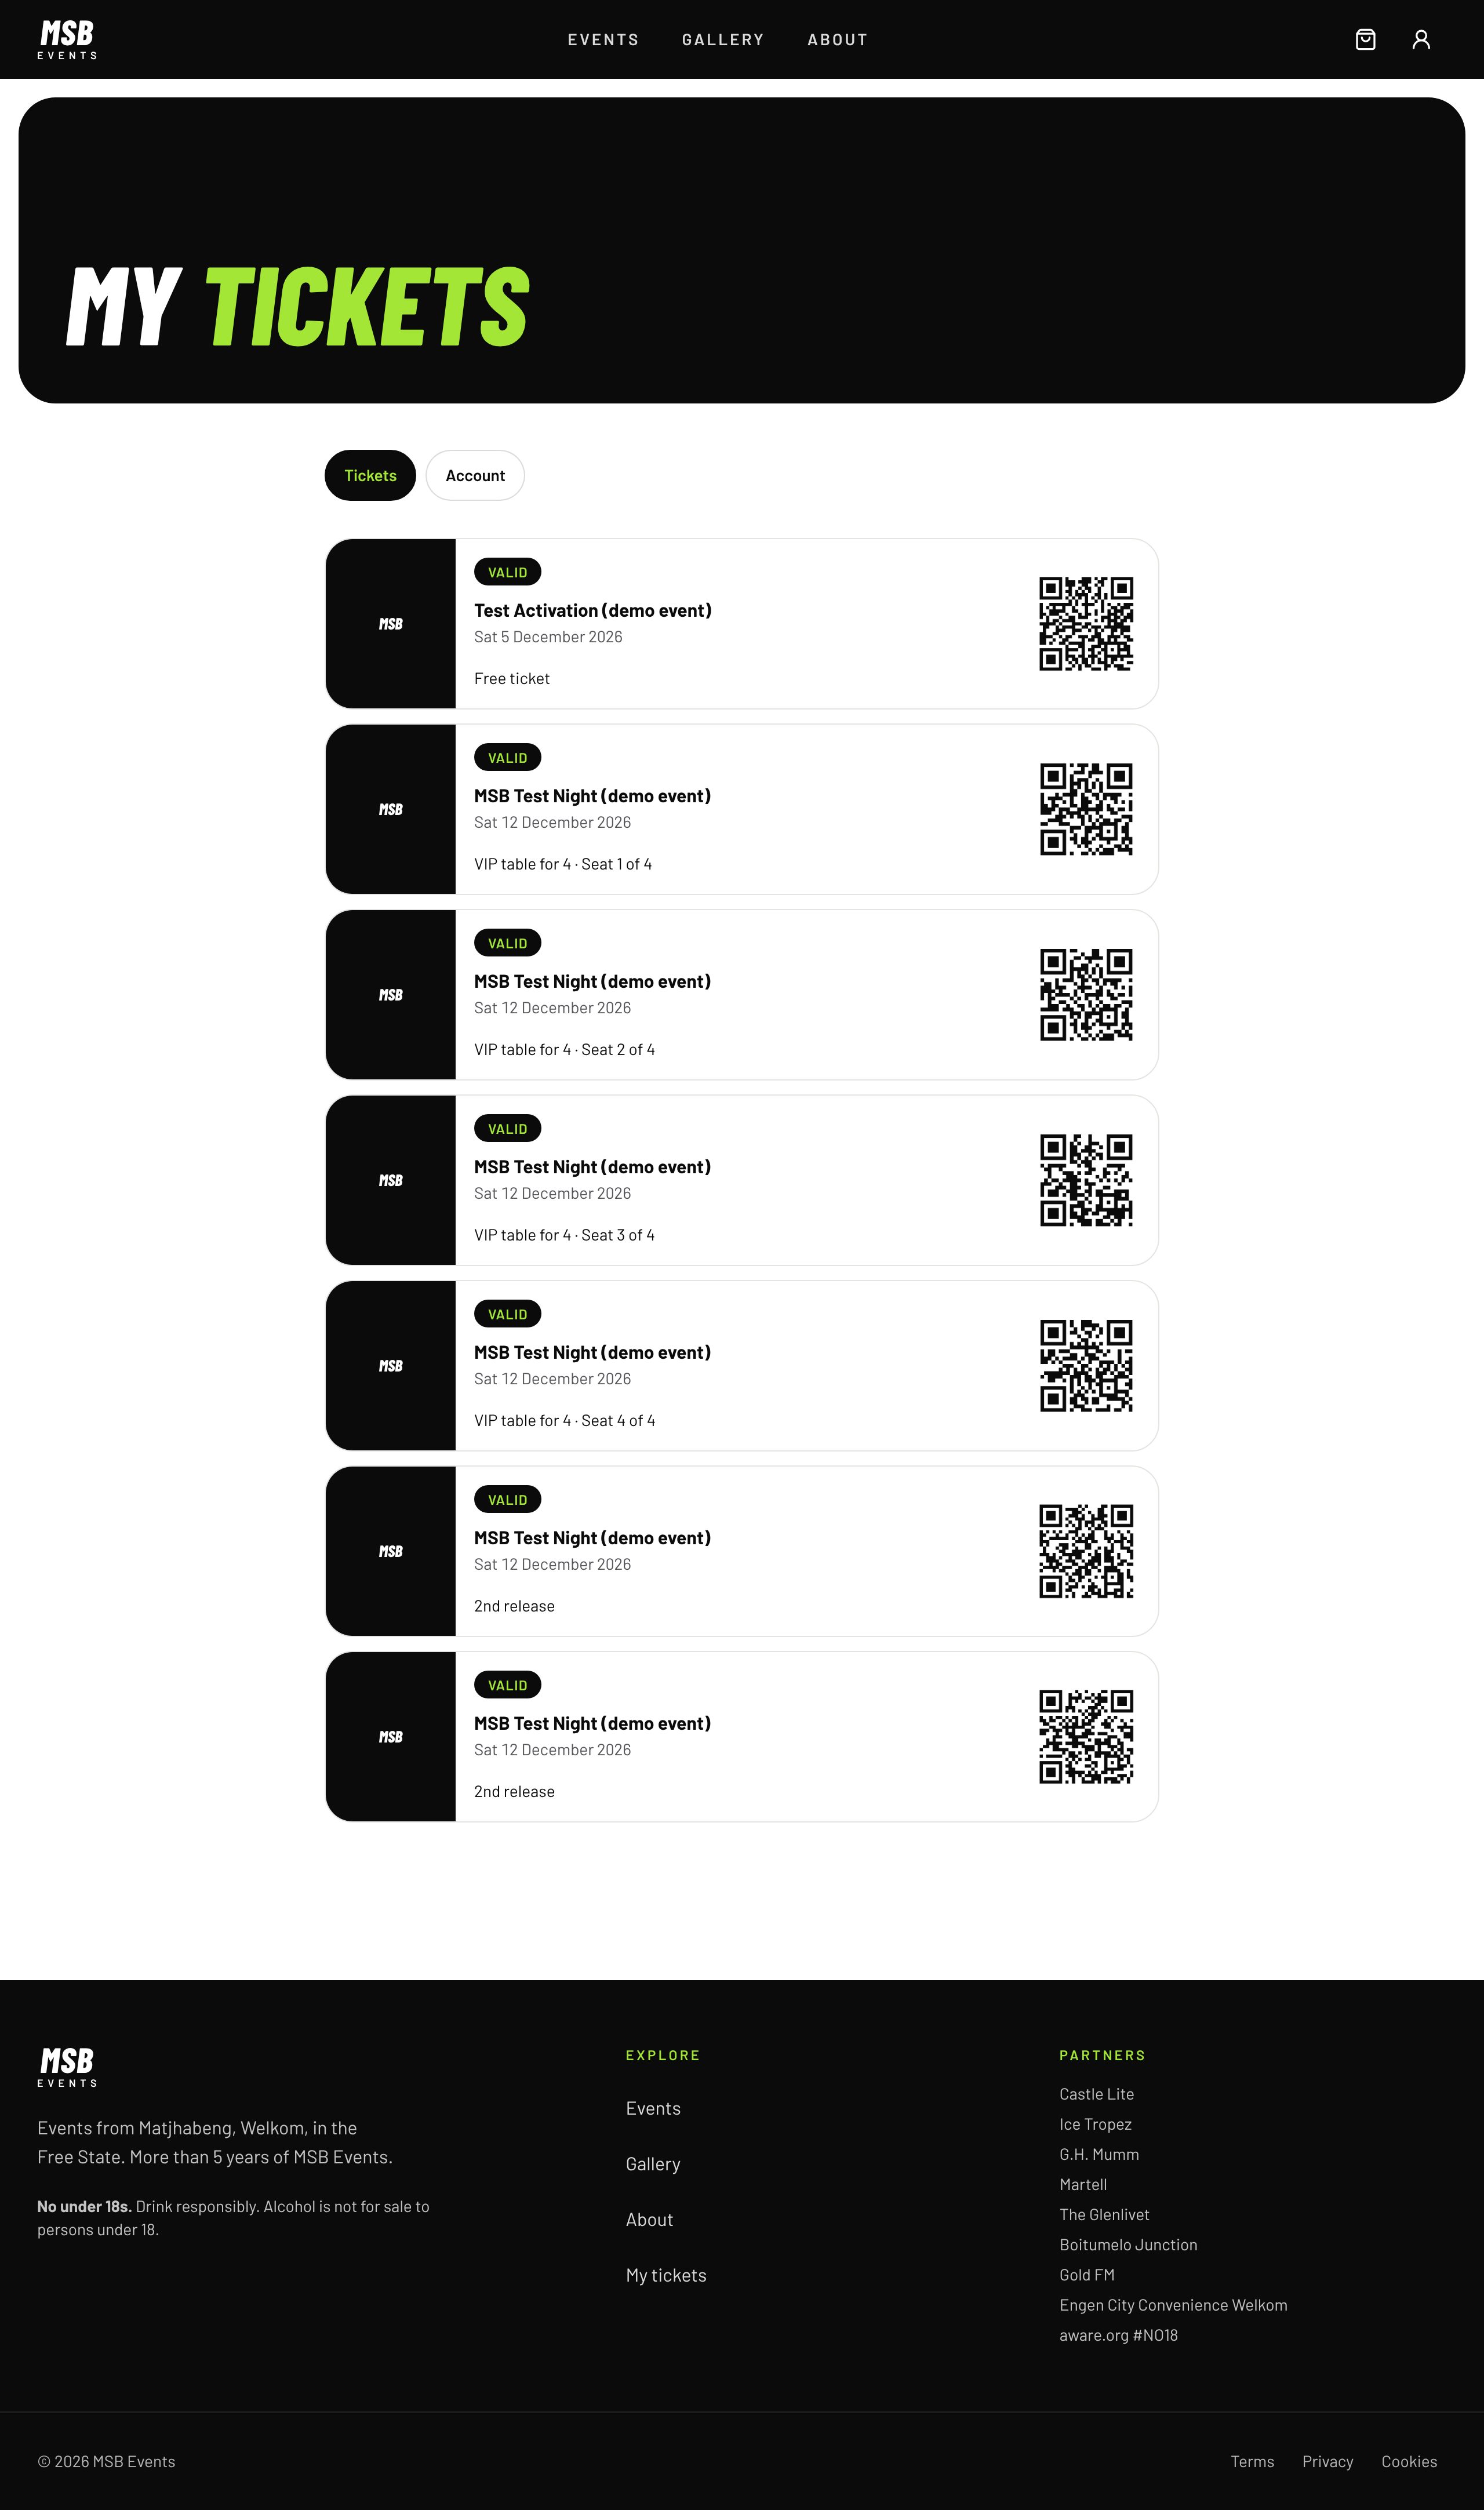 MSB
EVENTS
EVENTS GALLERY ABOUT
MY TICKETS
Tickets Account
MSB
VALID
Test Activation (demo event)
Sat 5 December 2026
Free ticket
MSB
VALID
MSB Test Night (demo event)
Sat 12 December 2026
VIP table for 4 · Seat 1 of 4
MSB
VALID
MSB Test Night (demo event)
Sat 12 December 2026
VIP table for 4 · Seat 2 of 4
MSB
VALID
MSB Test Night (demo event)
Sat 12 December 2026
VIP table for 4 · Seat 3 of 4
MSB
VALID
MSB Test Night (demo event)
Sat 12 December 2026
VIP table for 4 · Seat 4 of 4
MSB
VALID
MSB Test Night (demo event)
Sat 12 December 2026
2nd release
MSB
VALID
MSB Test Night (demo event)
Sat 12 December 2026
2nd release
MSB
EVENTS
Events from Matjhabeng, Welkom, in the
Free State. More than 5 years of MSB Events.
No under 18s. Drink responsibly. Alcohol is not for sale to
persons under 18.
EXPLORE
Events
Gallery
About
My tickets
PARTNERS
Castle Lite
Ice Tropez
G.H. Mumm
Martell
The Glenlivet
Boitumelo Junction
Gold FM
Engen City Convenience Welkom
aware.org #NO18
© 2026 MSB Events
Terms Privacy Cookies